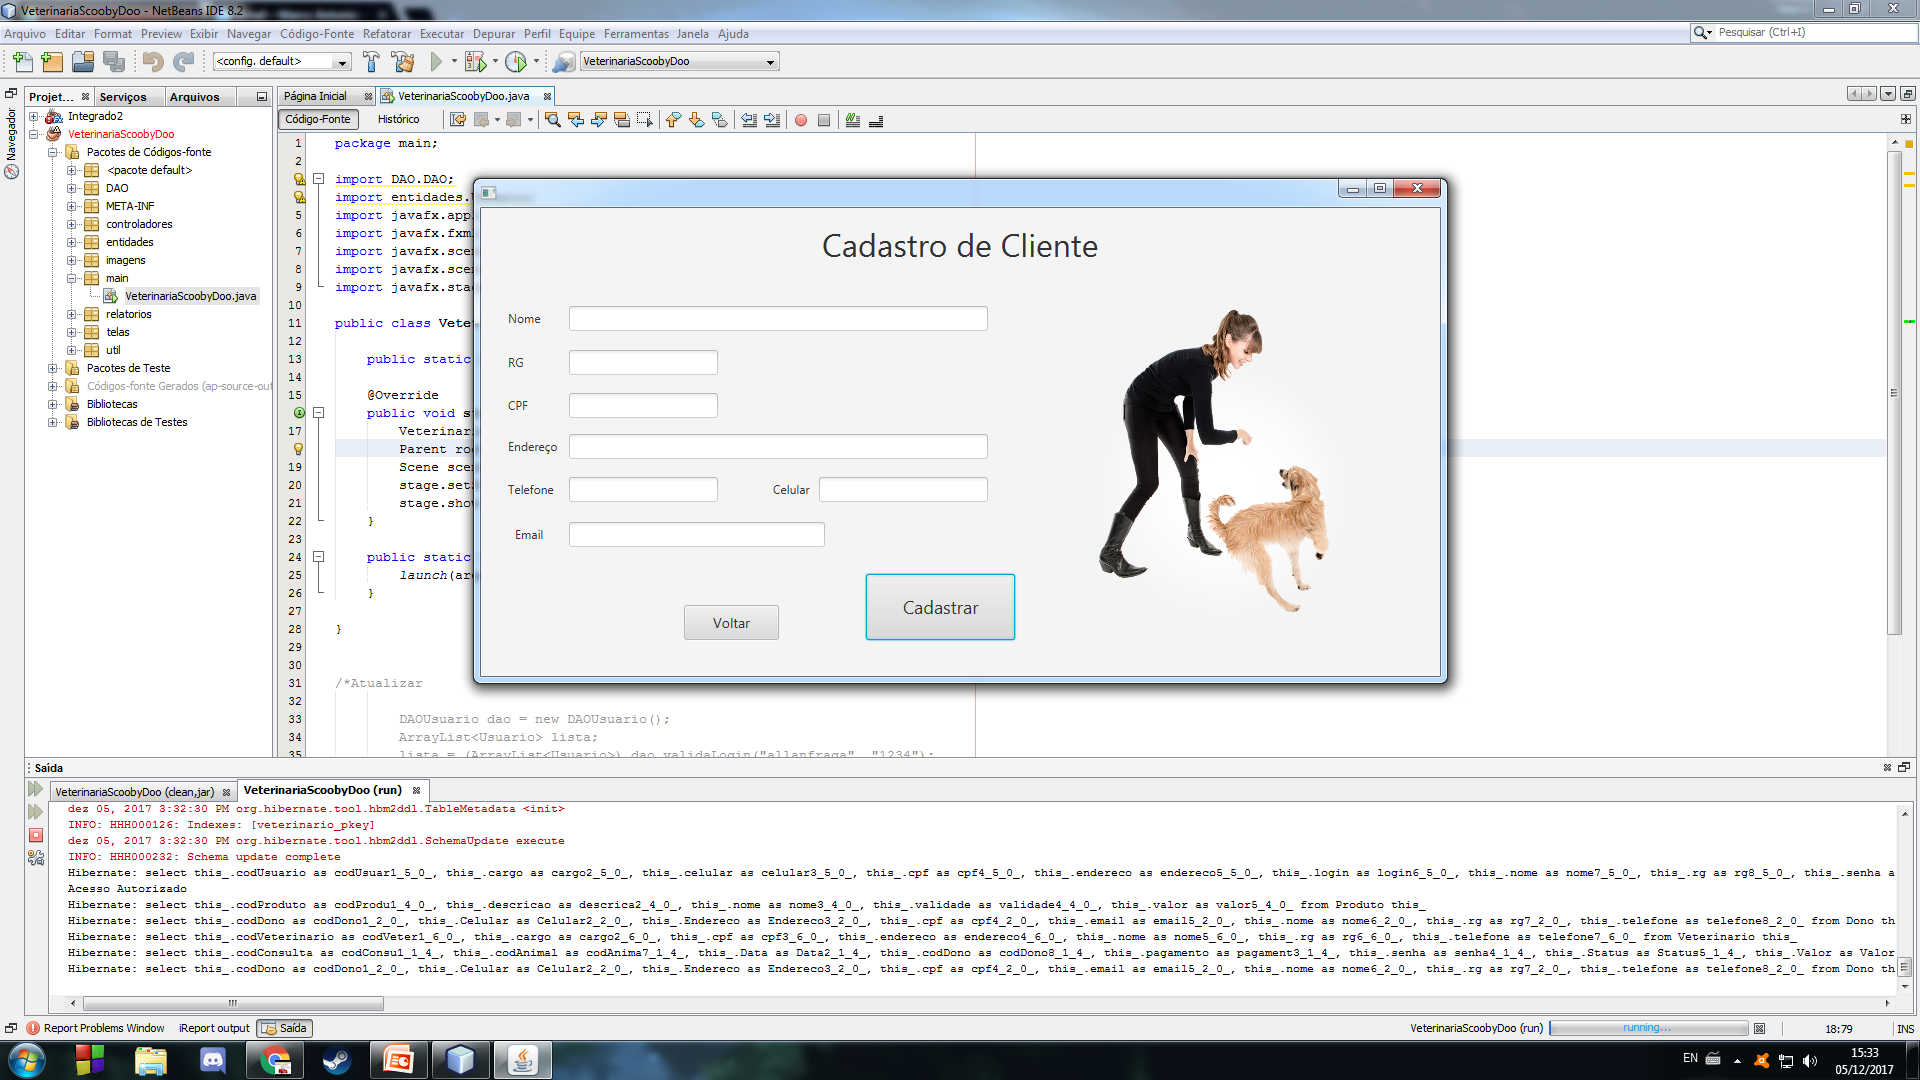 VeterinariaScoobyDoo - NetBeans IDE 8.2
Arquivo Editar Format Preview Exibir Navegar Código-Fonte Refatorar Executar Depurar Perfil Equipe Ferramentas Janela Ajuda
Pesquisar (Ctrl+I)
<config. default>
VeterinariaScoobyDoo
Projet... Serviços Arquivos
Navegador
Integrado2
VeterinariaScoobyDoo
Pacotes de Códigos-fonte
<pacote default>
DAO
META-INF
controladores
entidades
imagens
main
VeterinariaScoobyDoo.java
relatorios
telas
util
Pacotes de Teste
Códigos-fonte Gerados (ap-source-out
Bibliotecas
Bibliotecas de Testes
Página Inicial VeterinariaScoobyDoo.java
Código-Fonte Histórico
1 package main;
2
import DAO.DAO;
import entidades.
5 import javafx.app
6 import javafx.fxm
7 import javafx.sce
8 import javafx.sce
9 import javafx.sta
10
11 public class Vete
12
13 public static
14
15 @Override
public void s
17 Veterinar
Parent ro
19 Scene sce
20 stage.set
21 stage.sho
22 }
23
24 public static
25 launch(ar
26 }
27
28 }
29
30
31 /*Atualizar
32
33 DAOUsuario dao = new DAOUsuario();
34 ArrayList<Usuario> lista;
35 lista = (ArrayList<Usuario>) dao.validaLogin("allanfraga", "1234");
Cadastro de Cliente
Nome
RG
CPF
Endereço
Telefone Celular
Email
Voltar Cadastrar
Saída
VeterinariaScoobyDoo (clean,jar) VeterinariaScoobyDoo (run)
dez 05, 2017 3:32:30 PM org.hibernate.tool.hbm2ddl.TableMetadata <init>
INFO: HHH000126: Indexes: [veterinario_pkey]
dez 05, 2017 3:32:30 PM org.hibernate.tool.hbm2ddl.SchemaUpdate execute
INFO: HHH000232: Schema update complete
Hibernate: select this_.codUsuario as codUsuar1_5_0_, this_.cargo as cargo2_5_0_, this_.celular as celular3_5_0_, this_.cpf as cpf4_5_0_, this_.endereco as endereco5_5_0_, this_.login as login6_5_0_, this_.nome as nome7_5_0_, this_.rg as rg8_5_0_, this_.senha a
Acesso Autorizado
Hibernate: select this_.codProduto as codProdu1_4_0_, this_.descricao as descrica2_4_0_, this_.nome as nome3_4_0_, this_.validade as validade4_4_0_, this_.valor as valor5_4_0_ from Produto this_
Hibernate: select this_.codDono as codDono1_2_0_, this_.Celular as Celular2_2_0_, this_.Endereco as Endereco3_2_0_, this_.cpf as cpf4_2_0_, this_.email as email5_2_0_, this_.nome as nome6_2_0_, this_.rg as rg7_2_0_, this_.telefone as telefone8_2_0_ from Dono th
Hibernate: select this_.codVeterinario as codVeter1_6_0_, this_.cargo as cargo2_6_0_, this_.cpf as cpf3_6_0_, this_.endereco as endereco4_6_0_, this_.nome as nome5_6_0_, this_.rg as rg6_6_0_, this_.telefone as telefone7_6_0_ from Veterinario this_
Hibernate: select this_.codConsulta as codConsu1_1_4_, this_.codAnimal as codAnima7_1_4_, this_.Data as Data2_1_4_, this_.codDono as codDono8_1_4_, this_.pagamento as pagament3_1_4_, this_.senha as senha4_1_4_, this_.Status as Status5_1_4_, this_.Valor as Valor
Hibernate: select this_.codDono as codDono1_2_0_, this_.Celular as Celular2_2_0_, this_.Endereco as Endereco3_2_0_, this_.cpf as cpf4_2_0_, this_.email as email5_2_0_, this_.nome as nome6_2_0_, this_.rg as rg7_2_0_, this_.telefone as telefone8_2_0_ from Dono th
Report Problems Window iReport output Saída
VeterinariaScoobyDoo (run) running... 18:79 INS
EN 15:33
05/12/2017